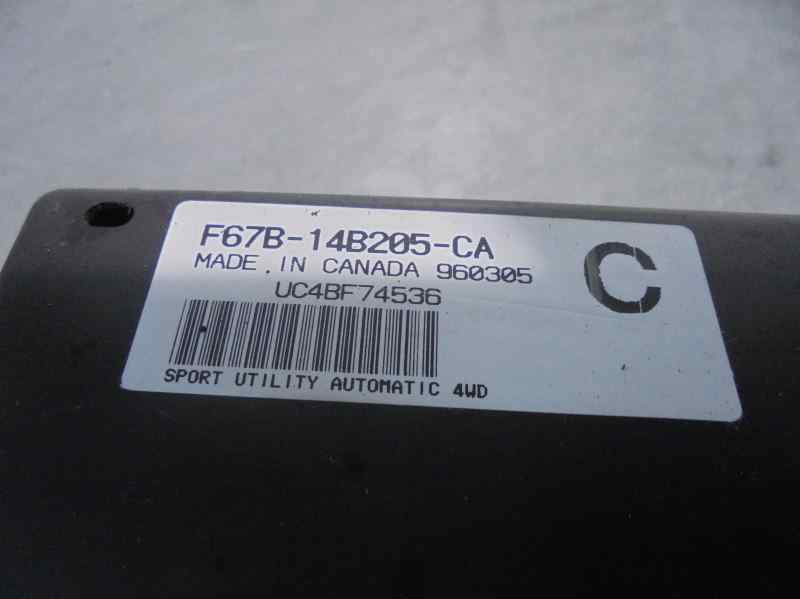 F67B-14B205-CA
MADE IN CANADA 960305
C
UC4BF74536
SPORT UTILITY AUTOMATIC 4WD